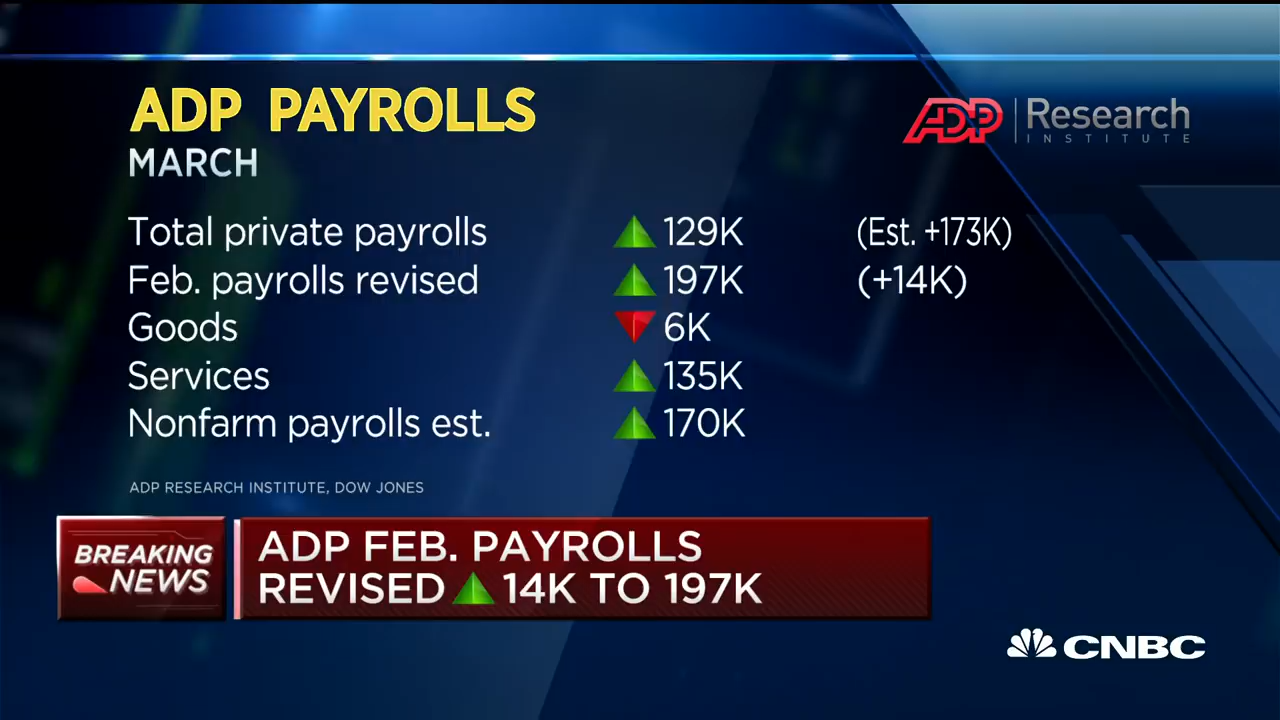 ADP PAYROLLS
MARCH
ADP Research
INSTITUTE
Total private payrolls ▲ 129K (Est. +173K)
Feb. payrolls revised ▲ 197K (+14K)
Goods ▼ 6K
Services ▲ 135K
Nonfarm payrolls est. ▲ 170K
ADP RESEARCH INSTITUTE, DOW JONES
BREAKING
NEWS
ADP FEB. PAYROLLS
REVISED ▲ 14K TO 197K
CNBC